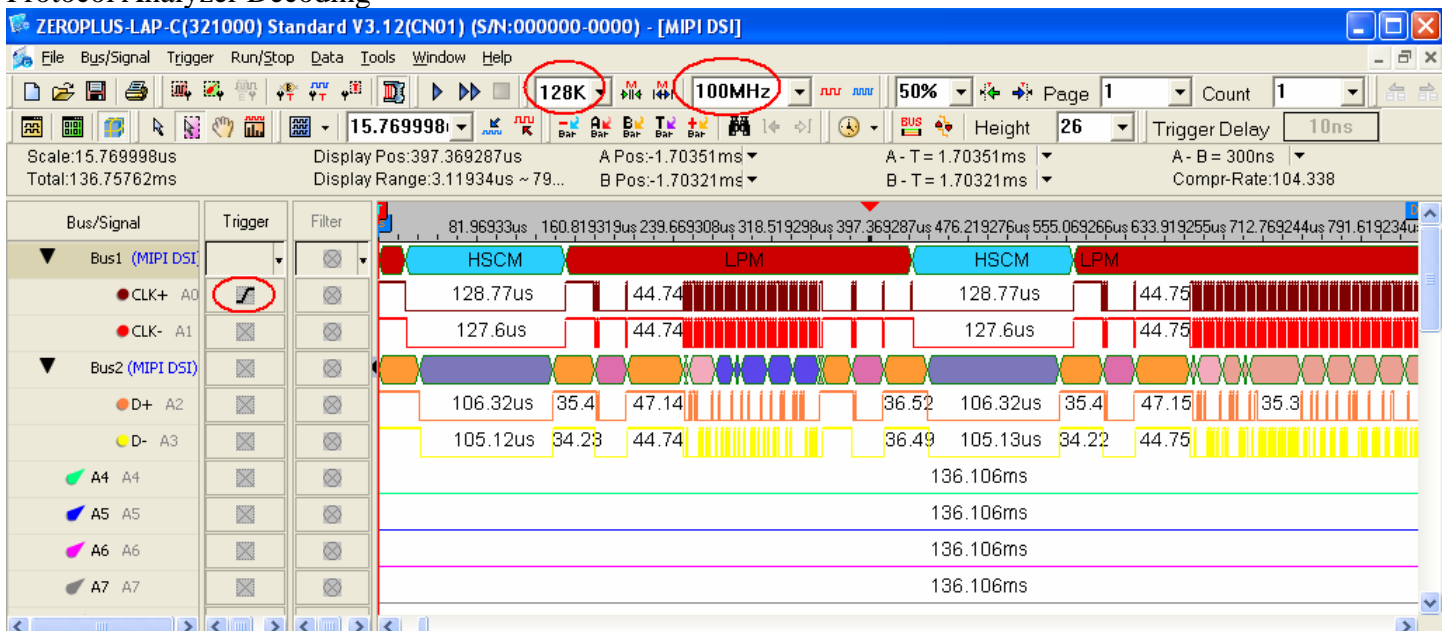 Protocol Analyzer Decoding
ZEROPLUS-LAP-C(321000) Standard V3.12(CN01) (S/N:000000-0000) - [MIPI DSI]
File Bus/Signal Trigger Run/Stop Data Tools Window Help
128K 100MHz 50% Page 1 Count 1
15.769998 Bar Bar Bar Bar Bar BUS Height 26 Trigger Delay 10ns
Scale:15.769998us Display Pos:397.369287us A Pos:-1.70351ms A - T = 1.70351ms A - B = 300ns
Total:136.75762ms Display Range:3.11934us ~ 79... B Pos:-1.70321ms B - T = 1.70321ms Compr-Rate:104.338
Bus/Signal Trigger Filter 81.96933us 160.819319us 239.669308us 318.519298us 397.369287us 476.219276us 555.069266us 633.919255us 712.769244us 791.619234u
Bus1 (MIPI DSI HSCM LPM HSCM LPM
CLK+ A0 128.77us 44.74 128.77us 44.75
CLK- A1 127.6us 44.74 127.6us 44.75
Bus2 (MIPI DSI)
D+ A2 106.32us 35.4 47.14 36.52 106.32us 35.4 47.15 35.3
D- A3 105.12us 34.23 44.74 36.49 105.13us 34.22 44.75
A4 A4 136.106ms
A5 A5 136.106ms
A6 A6 136.106ms
A7 A7 136.106ms